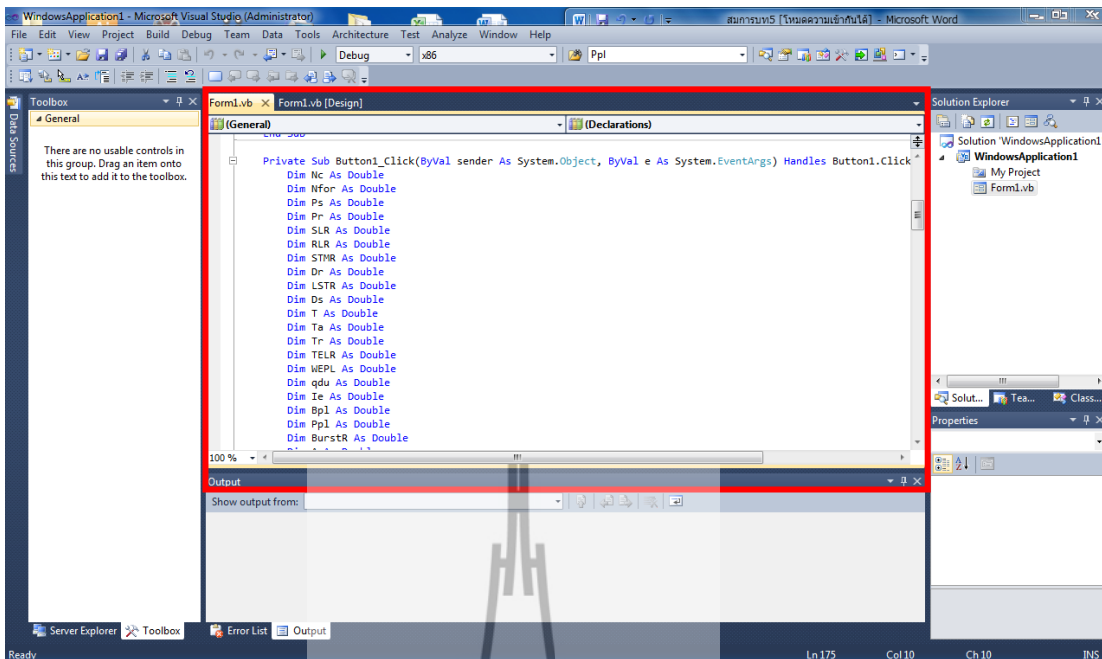 WindowsApplication1 - Microsoft Visual Studio (Administrator)
สมการบท5 [โหมดความเข้ากันได้] - Microsoft Word
File Edit View Project Build Debug Team Data Tools Architecture Test Analyze Window Help
Debug x86 Ppl
Toolbox
General
There are no usable controls in
this group. Drag an item onto
this text to add it to the toolbox.
Data Sources
Form1.vb Form1.vb [Design]
(General) (Declarations)
End Sub
Private Sub Button1_Click(ByVal sender As System.Object, ByVal e As System.EventArgs) Handles Button1.Click
Dim Nc As Double
Dim Nfor As Double
Dim Ps As Double
Dim Pr As Double
Dim SLR As Double
Dim RLR As Double
Dim STMR As Double
Dim Dr As Double
Dim LSTR As Double
Dim Ds As Double
Dim T As Double
Dim Ta As Double
Dim Tr As Double
Dim TELR As Double
Dim WEPL As Double
Dim qdu As Double
Dim Ie As Double
Dim Bpl As Double
Dim Ppl As Double
Dim BurstR As Double
100 %
Output
Show output from:
Solution Explorer
Solution 'WindowsApplication1
WindowsApplication1
My Project
Form1.vb
Solut... Tea... Class...
Properties
Server Explorer Toolbox Error List Output
Ready Ln 175 Col 10 Ch 10 INS